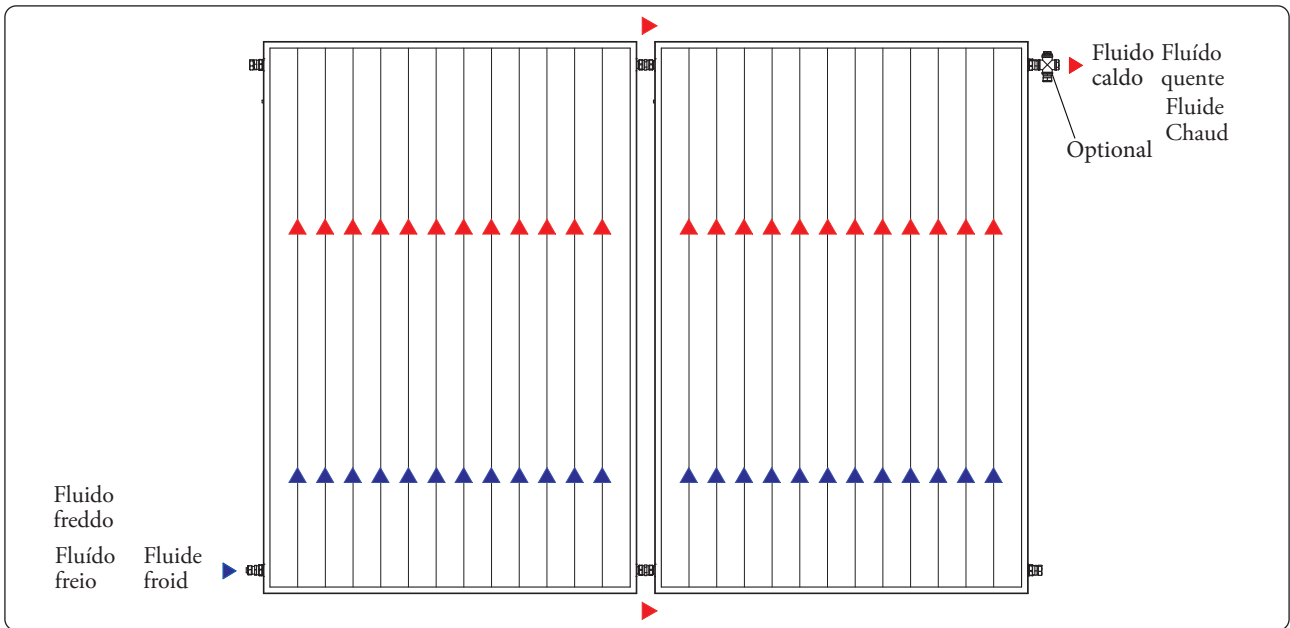 Fluido Fluído
caldo quente
Fluide
Chaud
Optional
Fluido
freddo
Fluído Fluide
freio froid